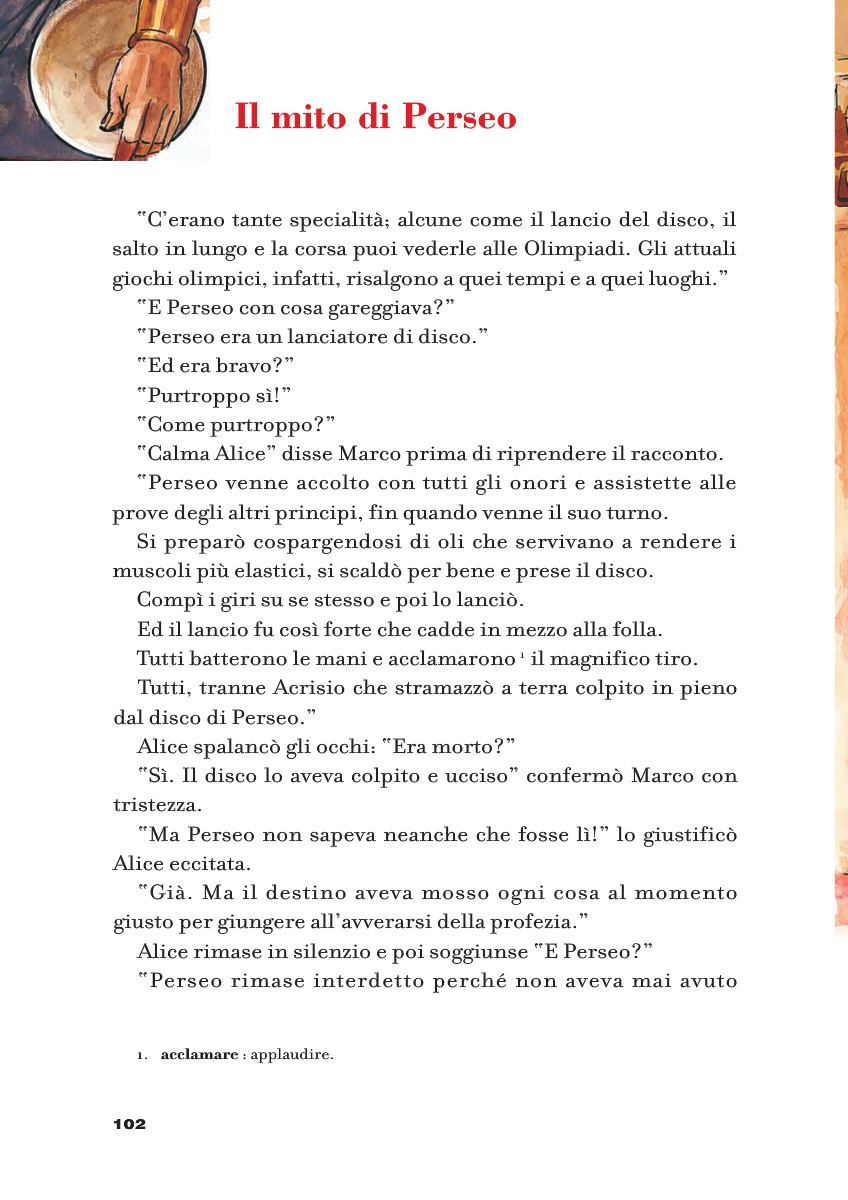 Il mito di Perseo
“C’erano tante specialità; alcune come il lancio del disco, il
salto in lungo e la corsa puoi vederle alle Olimpiadi. Gli attuali
giochi olimpici, infatti, risalgono a quei tempi e a quei luoghi.”
“E Perseo con cosa gareggiava?”
“Perseo era un lanciatore di disco.”
“Ed era bravo?”
“Purtroppo sì!”
“Come purtroppo?”
“Calma Alice” disse Marco prima di riprendere il racconto.
“Perseo venne accolto con tutti gli onori e assistette alle
prove degli altri principi, fin quando venne il suo turno.
Si preparò cospargendosi di oli che servivano a rendere i
muscoli più elastici, si scaldò per bene e prese il disco.
Compì i giri su se stesso e poi lo lanciò.
Ed il lancio fu così forte che cadde in mezzo alla folla.
Tutti batterono le mani e acclamarono 1 il magnifico tiro.
Tutti, tranne Acrisio che stramazzò a terra colpito in pieno
dal disco di Perseo.”
Alice spalancò gli occhi: “Era morto?”
“Sì. Il disco lo aveva colpito e ucciso” confermò Marco con
tristezza.
“Ma Perseo non sapeva neanche che fosse lì!” lo giustificò
Alice eccitata.
“Già. Ma il destino aveva mosso ogni cosa al momento
giusto per giungere all’avverarsi della profezia.”
Alice rimase in silenzio e poi soggiunse “E Perseo?”
“Perseo rimase interdetto perché non aveva mai avuto
1. acclamare : applaudire.
102